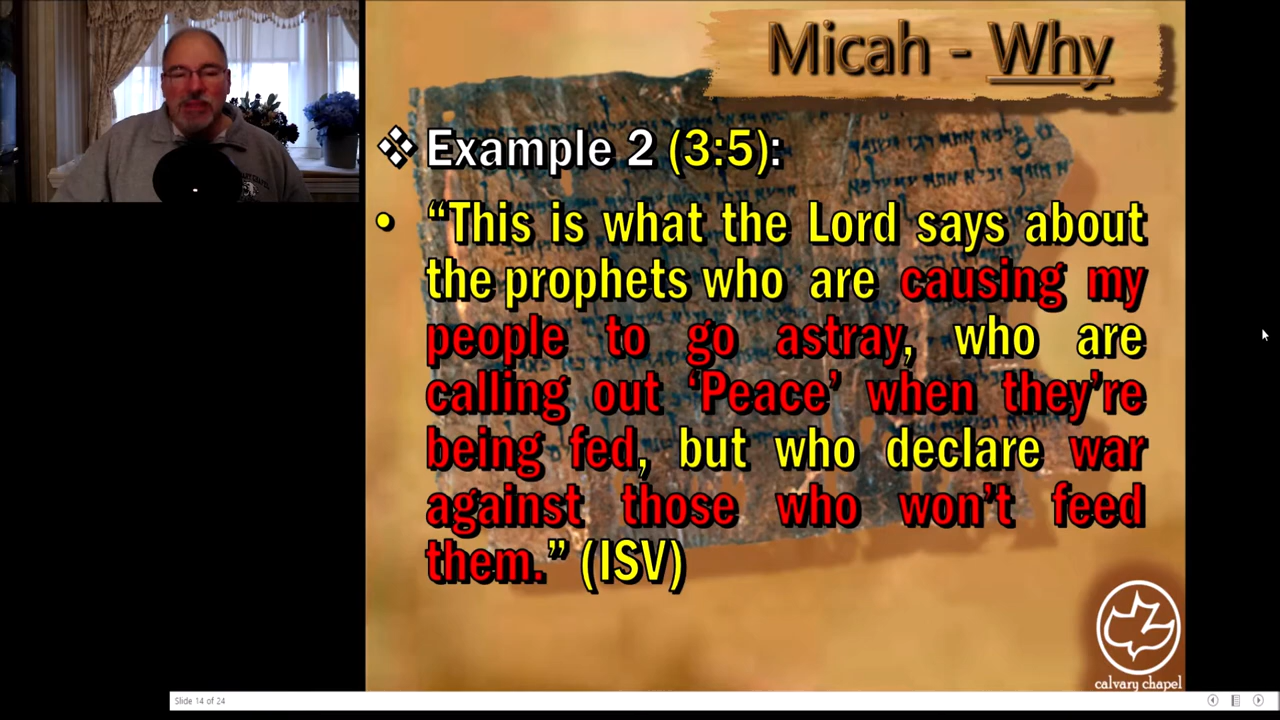 Micah - Why
❖ Example 2 (3:5):
• “This is what the Lord says about
the prophets who are causing my
people to go astray, who are
calling out ‘Peace’ when they’re
being fed, but who declare war
against those who won’t feed
them.” (ISV)
calvary chapel
Slide 14 of 24